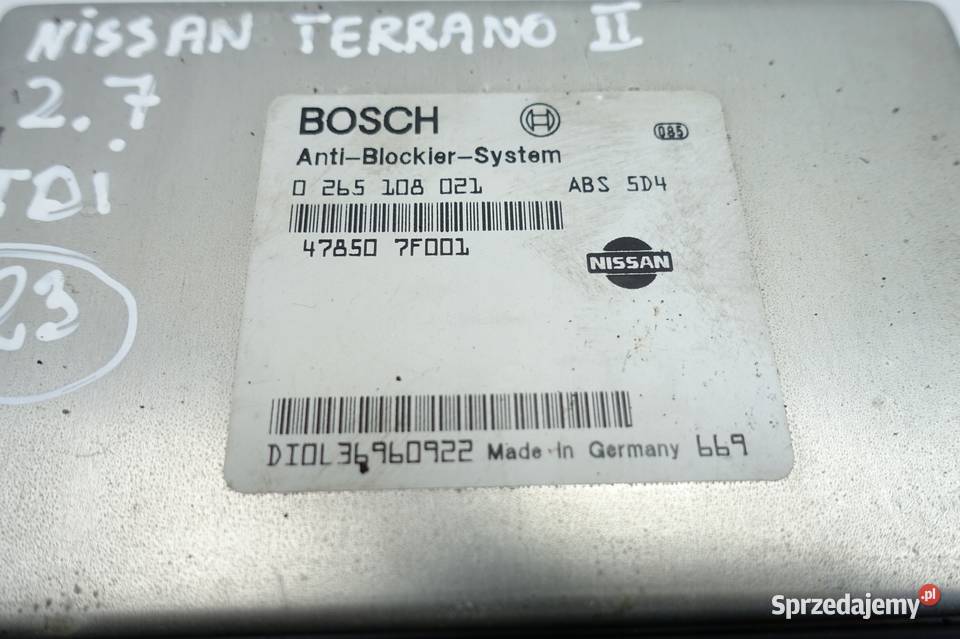 NISSAN TERRANO II
2.7
TDI
23
BOSCH
085
Anti-Blockier-System
0 265 108 021 ABS 5D4
47850 7F001
NISSAN
DIOL36960922 Made in Germany 669
Sprzedajemy.pl